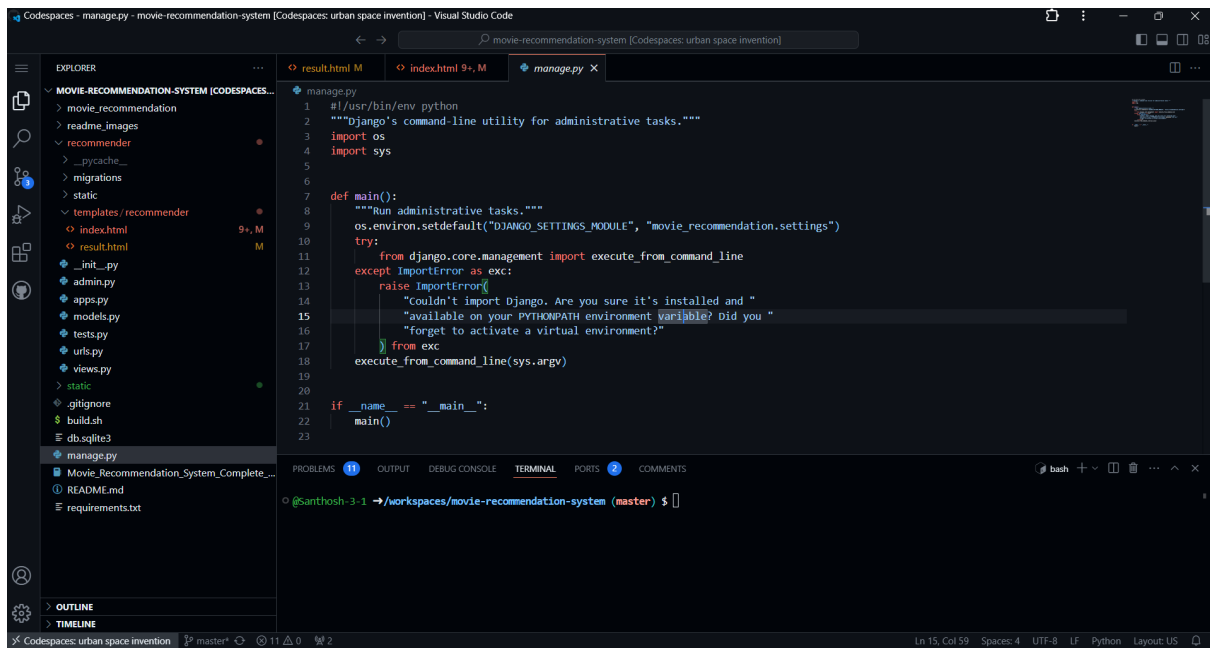 Codespaces - manage.py - movie-recommendation-system [Codespaces: urban space invention] - Visual Studio Code
movie-recommendation-system [Codespaces: urban space invention]
EXPLORER
MOVIE-RECOMMENDATION-SYSTEM [CODESPACES...
movie_recommendation
readme_images
recommender
__pycache__
migrations
static
templates / recommender
index.html 9+, M
result.html M
__init__.py
admin.py
apps.py
models.py
tests.py
urls.py
views.py
static
.gitignore
$ build.sh
db.sqlite3
manage.py
Movie_Recommendation_System_Complete_...
README.md
requirements.txt
OUTLINE
TIMELINE
3
result.html M
index.html 9+, M
manage.py
manage.py
1 #!/usr/bin/env python
2 """Django's command-line utility for administrative tasks."""
3 import os
4 import sys
5
6
7 def main():
8 """Run administrative tasks."""
9 os.environ.setdefault("DJANGO_SETTINGS_MODULE", "movie_recommendation.settings")
10 try:
11 from django.core.management import execute_from_command_line
12 except ImportError as exc:
13 raise ImportError(
14 "Couldn't import Django. Are you sure it's installed and "
15 "available on your PYTHONPATH environment variable? Did you "
16 "forget to activate a virtual environment?"
17 ) from exc
18 execute_from_command_line(sys.argv)
19
20
21 if __name__ == "__main__":
22 main()
23
PROBLEMS 11 OUTPUT DEBUG CONSOLE TERMINAL PORTS 2 COMMENTS
bash
@Santhosh-3-1 ➜/workspaces/movie-recommendation-system (master) $
Codespaces: urban space invention master* 11 0 2 Ln 15, Col 59 Spaces: 4 UTF-8 LF Python Layout: US